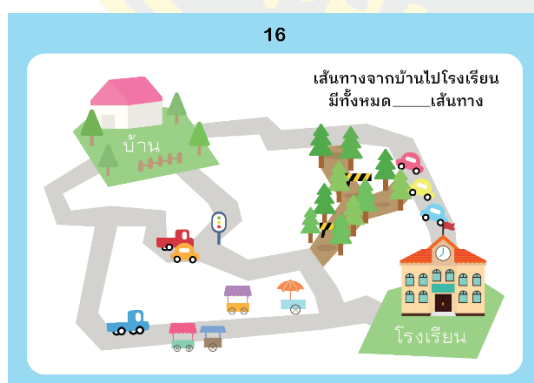 16
เส้นทางจากบ้านไปโรงเรียน
มีทั้งหมด_____เส้นทาง
บ้าน
โรงเรียน